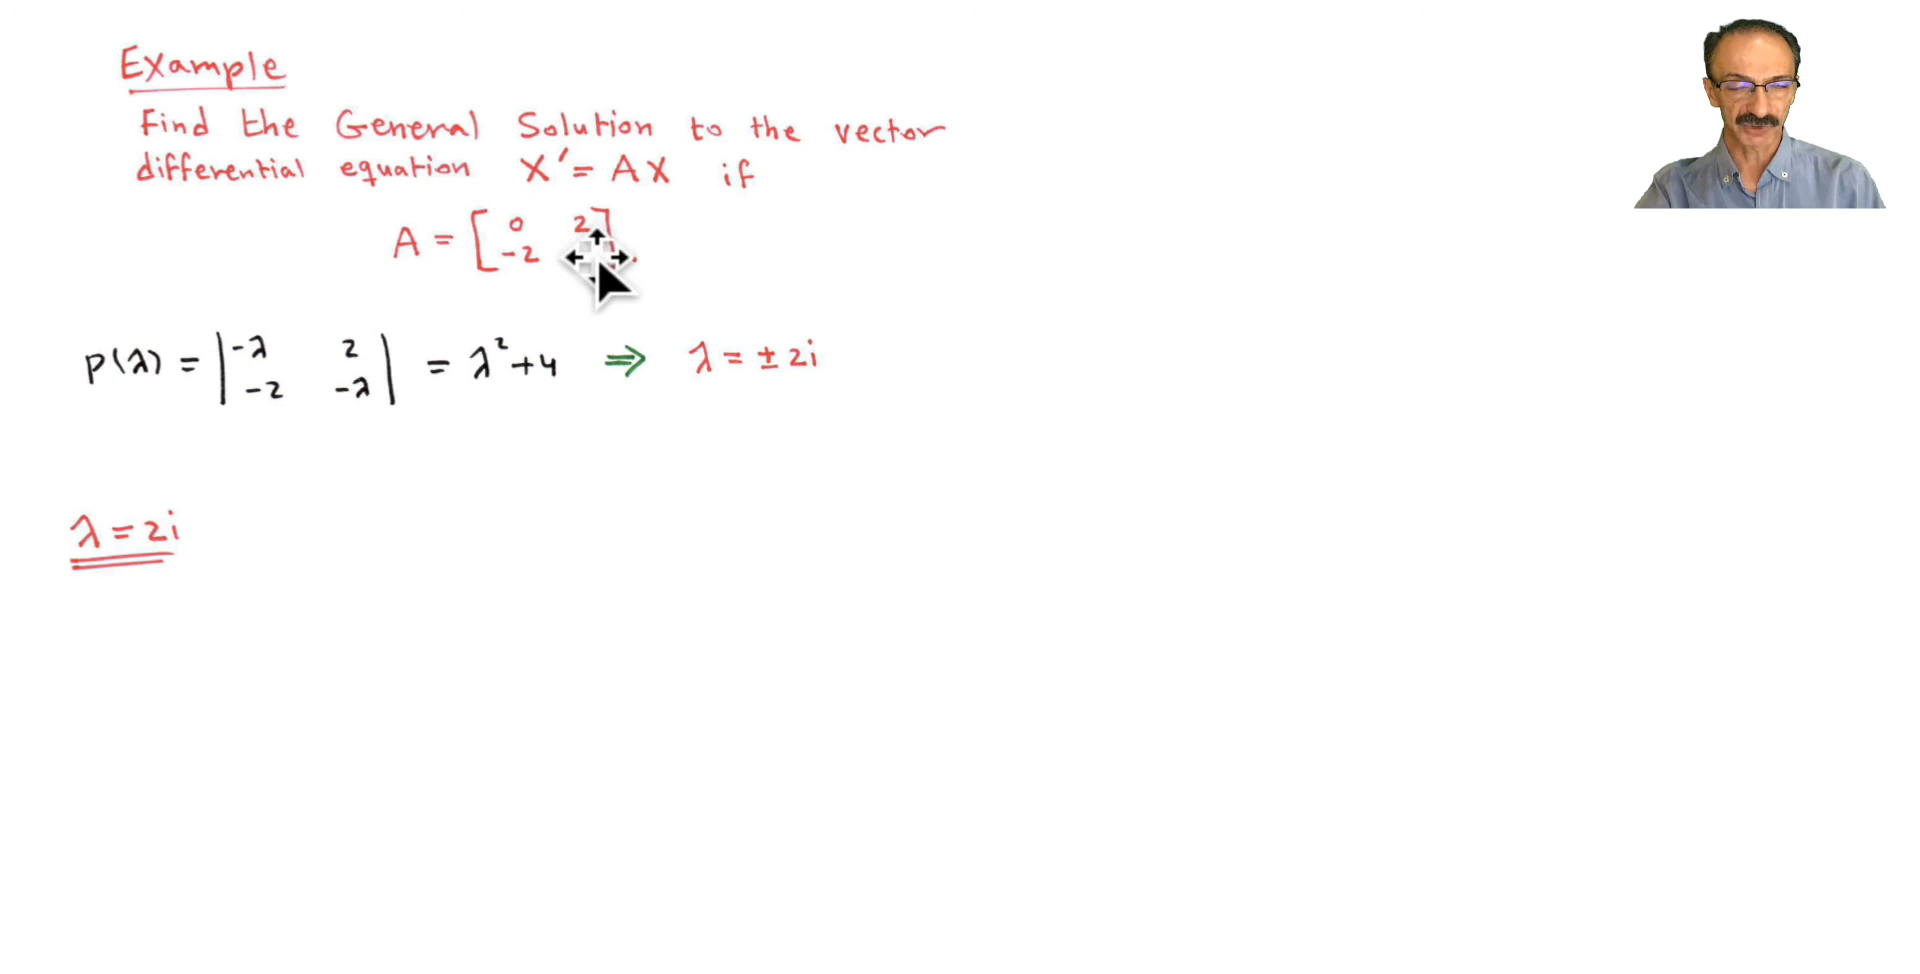 Example
Find the General Solution to the vector
differential equation X′ = AX if
A = [ 0 2
-2 ] .
P(λ) = | -λ 2
-2 -λ | = λ² + 4 ⇒ λ = ± 2i
λ = 2i